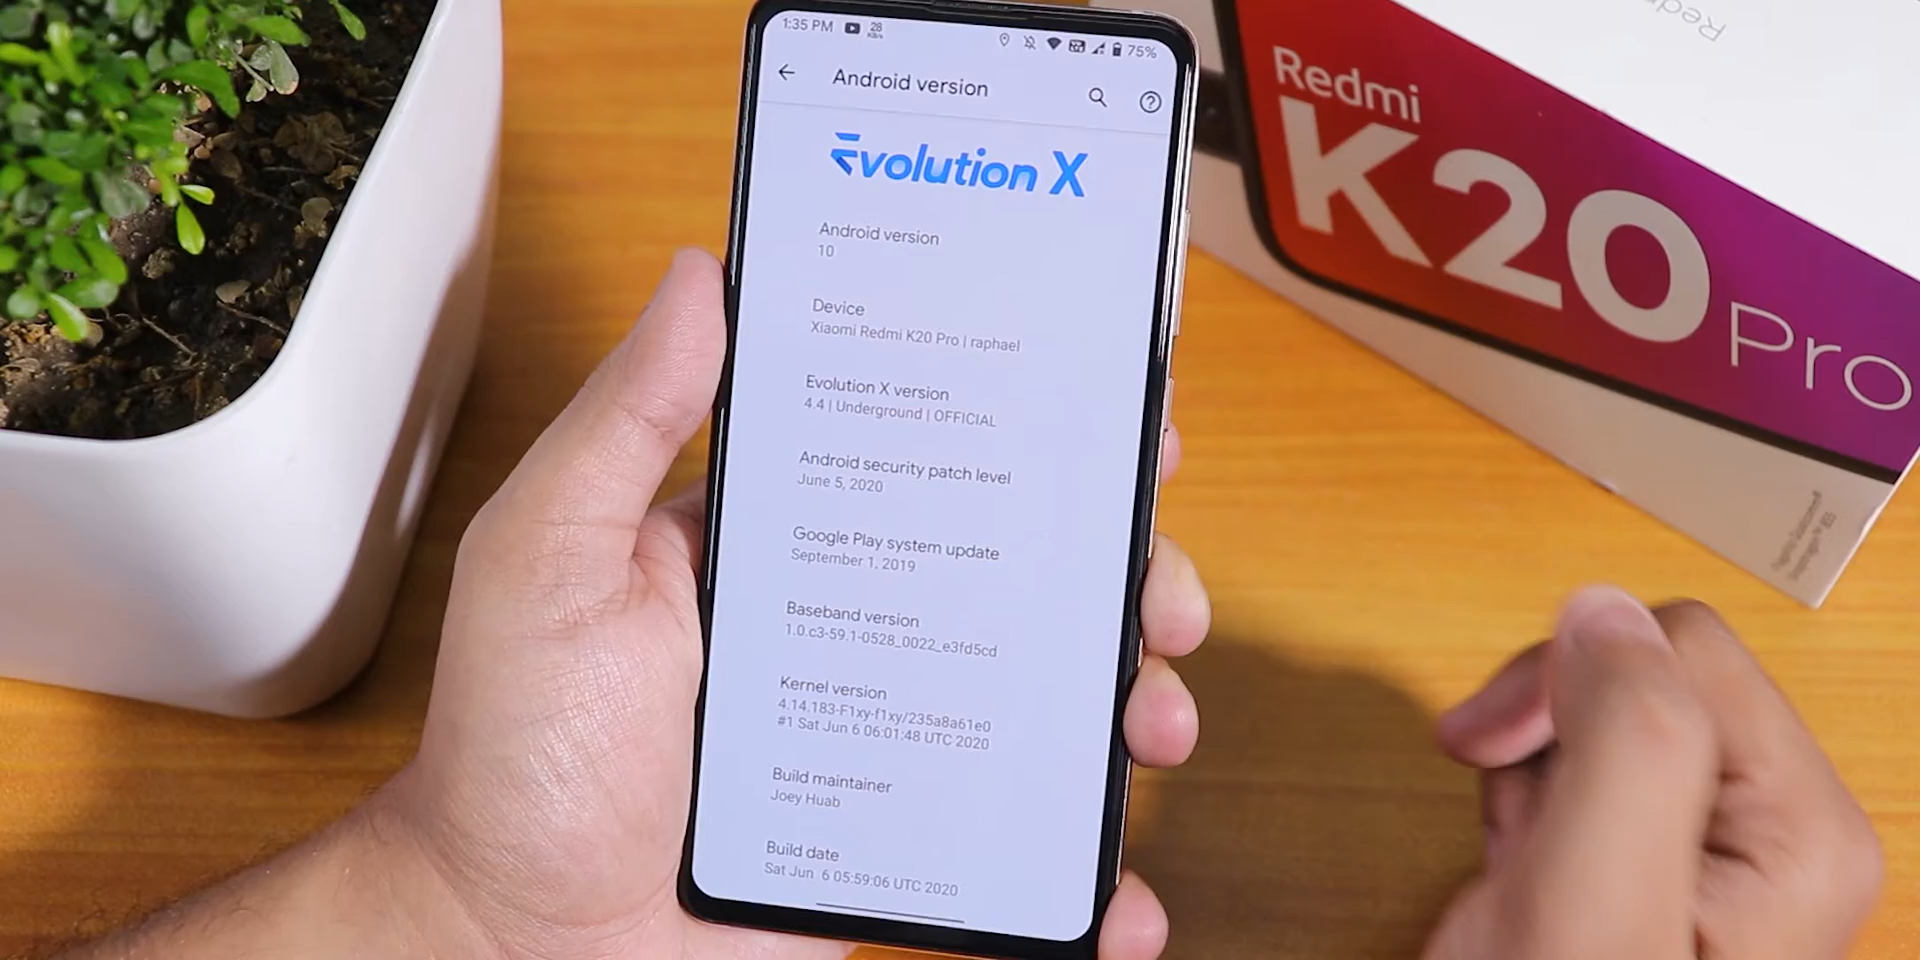 1:35 PM
28
KB/s
75%
Android version
Evolution X
Android version
10
Device
Xiaomi Redmi K20 Pro | raphael
Evolution X version
4.4 | Underground | OFFICIAL
Android security patch level
June 5, 2020
Google Play system update
September 1, 2019
Baseband version
1.0.c3-59.1-0528_0022_e3fd5cd
Kernel version
4.14.183-F1xy-f1xy/235a8a61e0
#1 Sat Jun 6 06:01:48 UTC 2020
Build maintainer
Joey Huab
Build date
Sat Jun 6 05:59:06 UTC 2020
Redmi
K20 Pro